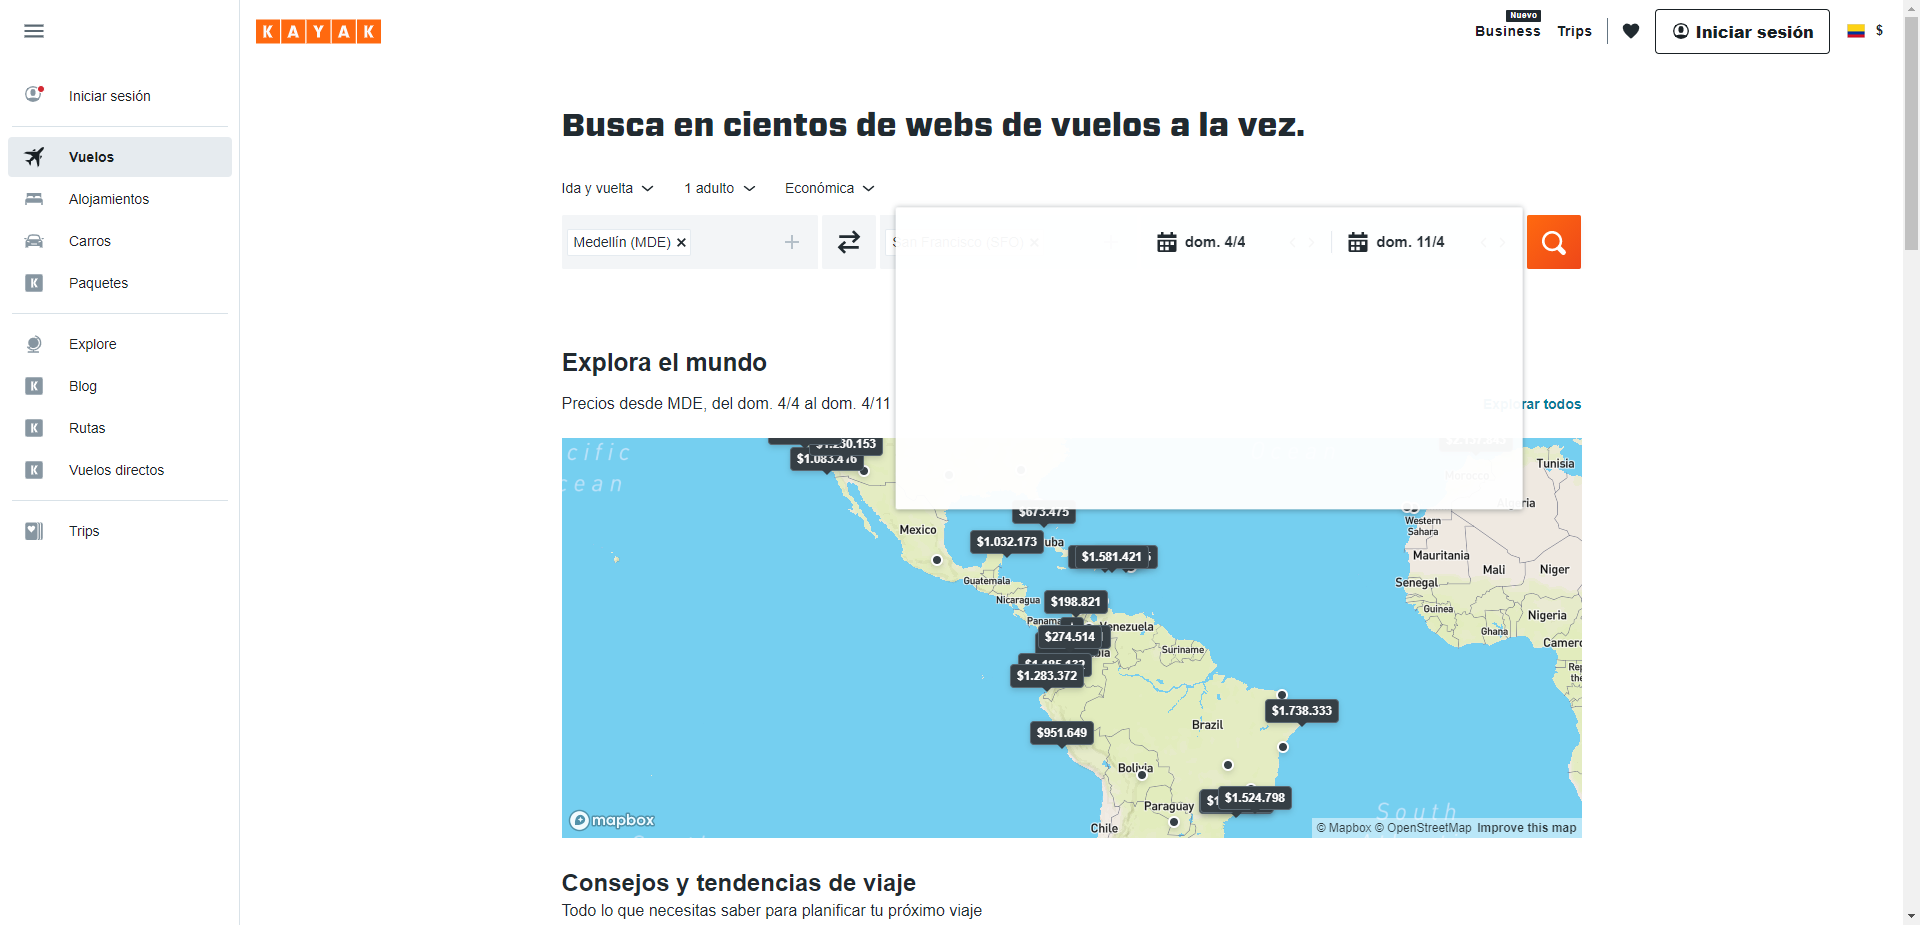 KAYAK
Nuevo
Business
Trips
Iniciar sesión
$
Iniciar sesión
Vuelos
Alojamientos
Carros
Paquetes
Explore
Blog
Rutas
Vuelos directos
Trips
Busca en cientos de webs de vuelos a la vez.
Ida y vuelta
1 adulto
Económica
Medellín (MDE)
San Francisco (SFO)
dom. 4/4
dom. 11/4
Explora el mundo
Precios desde MDE, del dom. 4/4 al dom. 4/11
Explorar todos
$1.230.153
$1.083.416
Tunisia
Morocco
$673.475
Mexico
Western
Sahara
$1.032.173
$1.581.421
Mauritania
Mali
Niger
Guatemala
Senegal
Nicaragua
$198.821
Guinea
Nigeria
Panama
Venezuela
Ghana
$274.514
Suriname
$1.283.372
$1.738.333
Brazil
$951.649
Bolivia
$1.524.798
Paraguay
South
Chile
mapbox
© Mapbox © OpenStreetMap Improve this map
Consejos y tendencias de viaje
Todo lo que necesitas saber para planificar tu próximo viaje